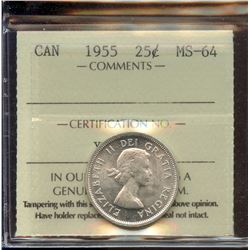 CAN 1955 25¢ MS-64
— COMMENTS —
— CERTIFICATION NO. —
ELIZABETH II DEI GRATIA REGINA
IN OU A
GENU M.
Tampering with this s above opinion.
Have holder replac al not intact.